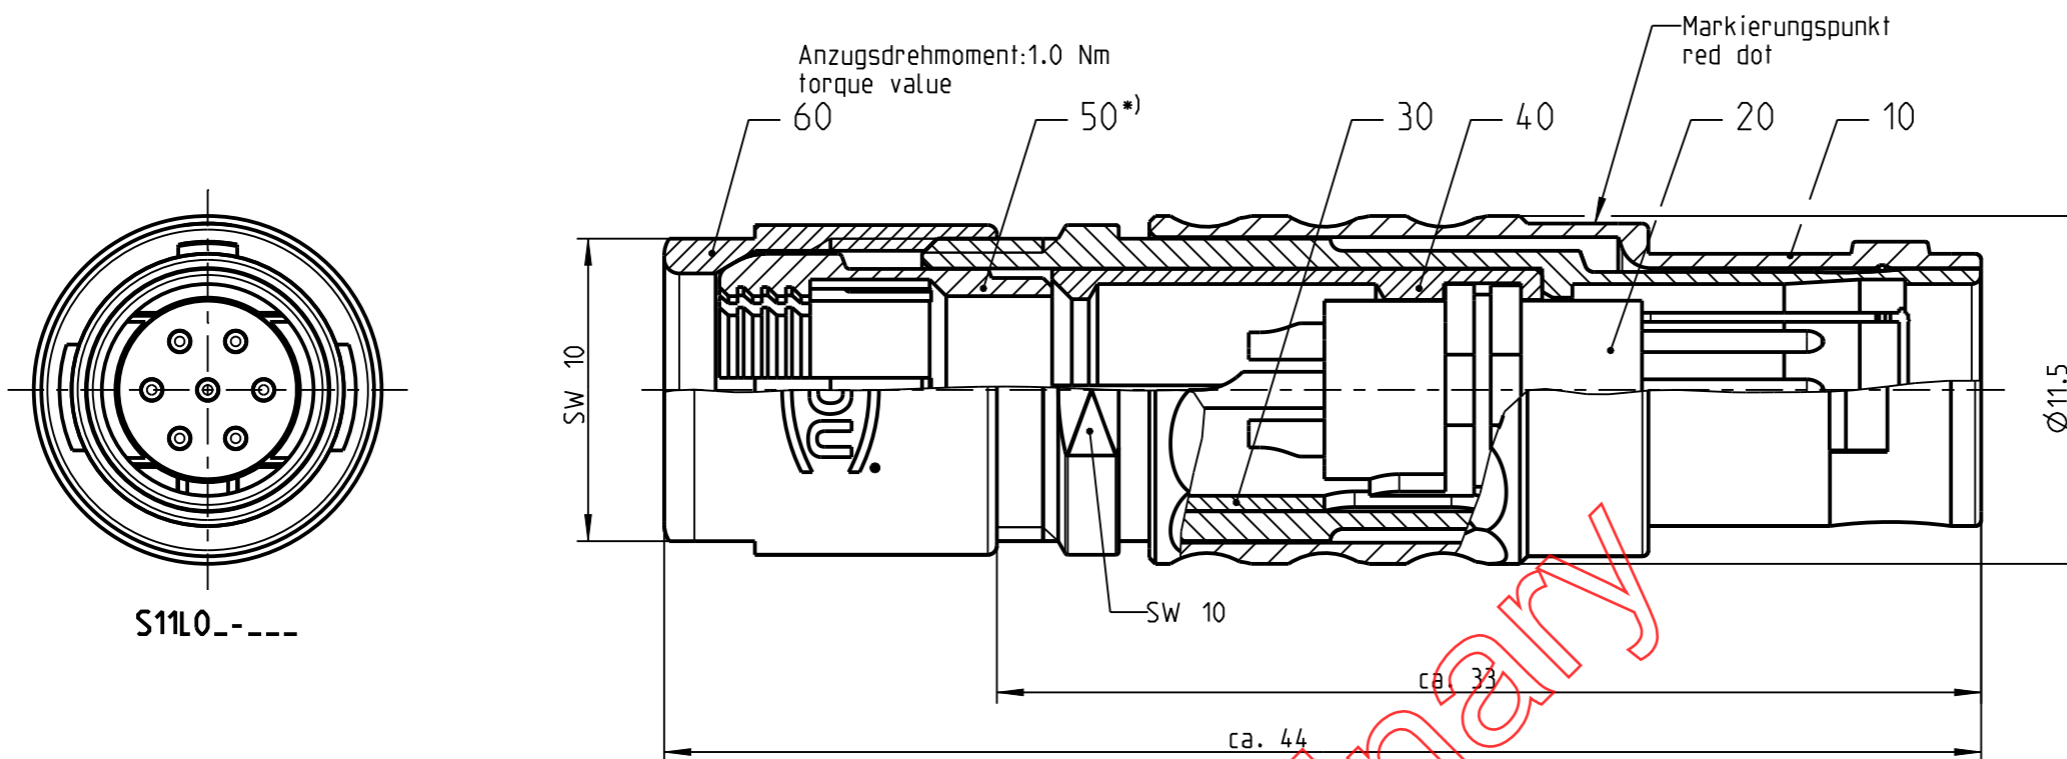 Markierungspunkt
red dot
Anzugsdrehmoment:1.0 Nm
torque value
60
50*)
30
40
20
10
SW 10
Ø11.5
SW 10
S11L0_-___
ca. 33
ca. 44